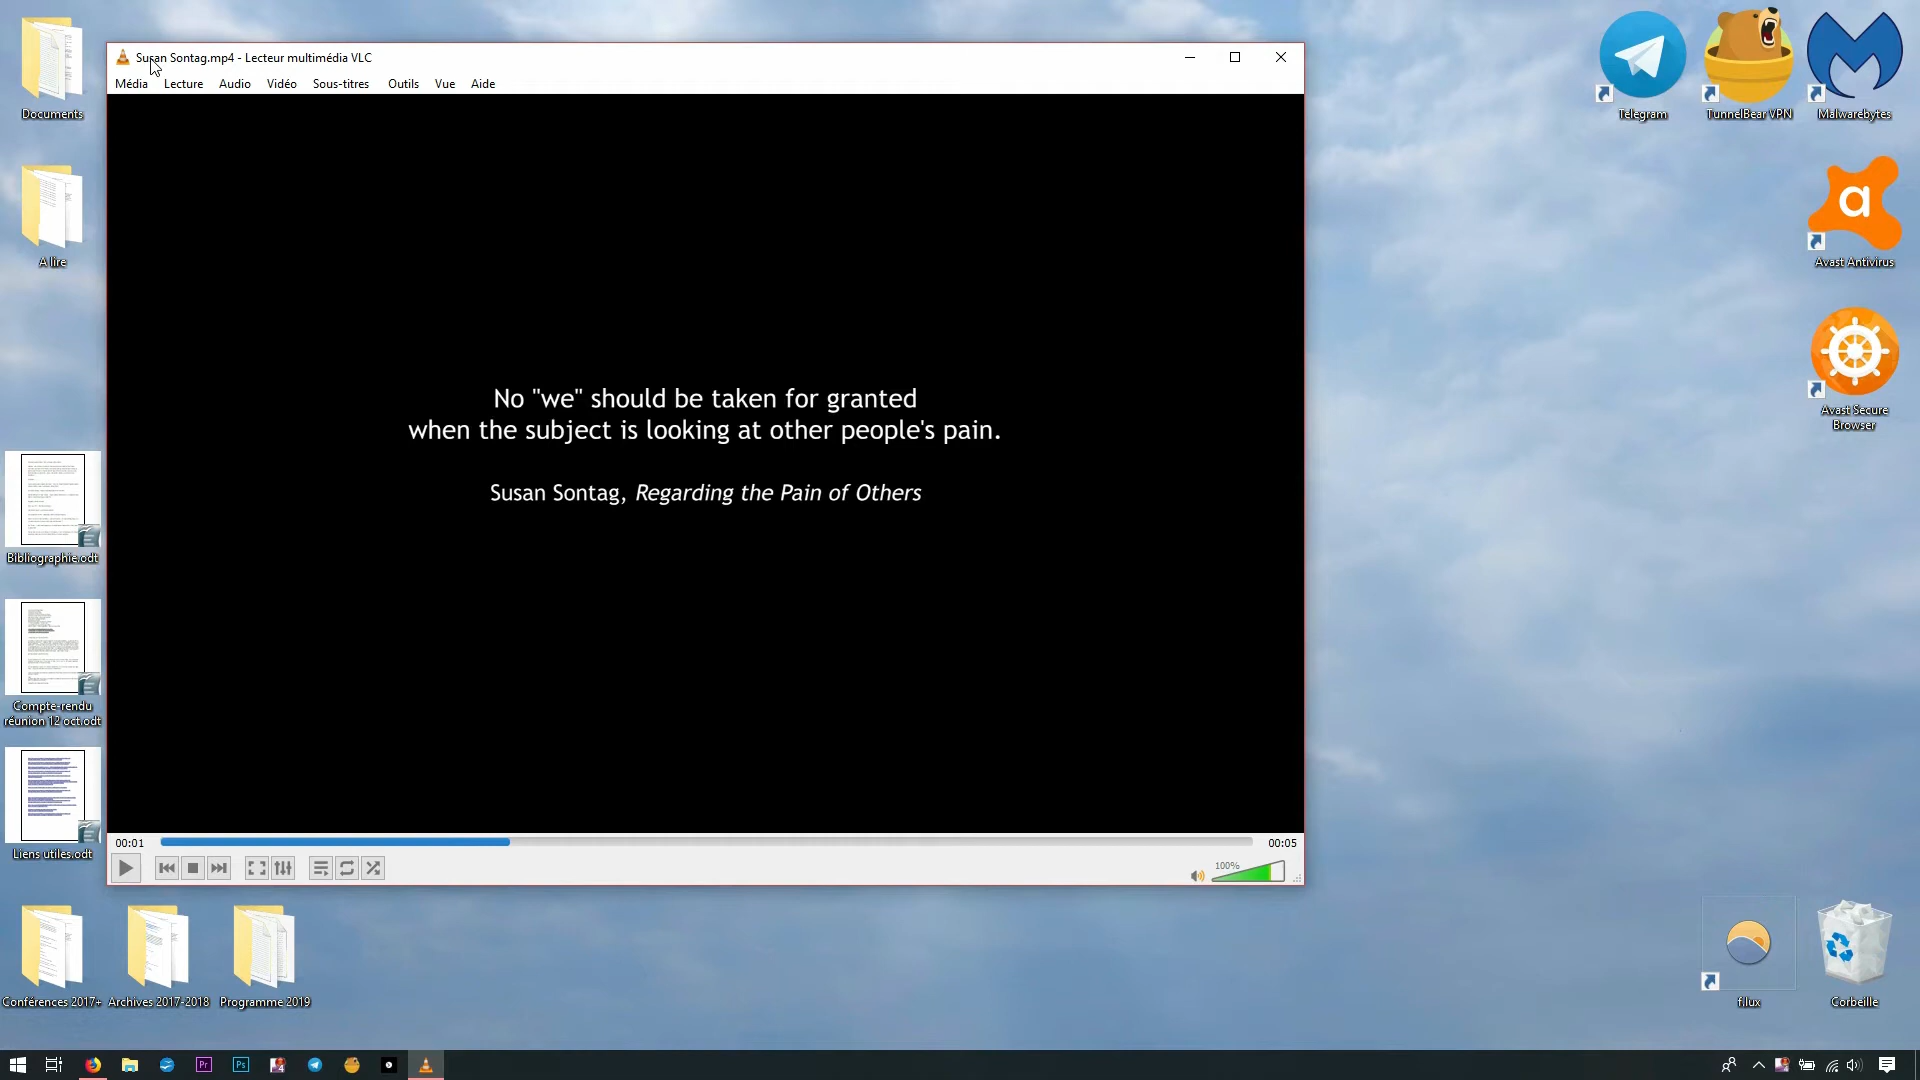 Susan Sontag.mp4 - Lecteur multimédia VLC
Média Lecture Audio Vidéo Sous-titres Outils Vue Aide
No "we" should be taken for granted
when the subject is looking at other people's pain.
Susan Sontag, Regarding the Pain of Others
00:01
00:05
100%
Documents
A lire
Bibliographie.odt
Compte-rendu
réunion 12 oct.odt
Liens utiles.odt
Conférences 2017+
Archives 2017-2018
Programme 2019
Telegram
TunnelBear VPN
Malwarebytes
a
Avast Antivirus
Avast Secure
Browser
f.lux
Corbeille
Pr
Ps